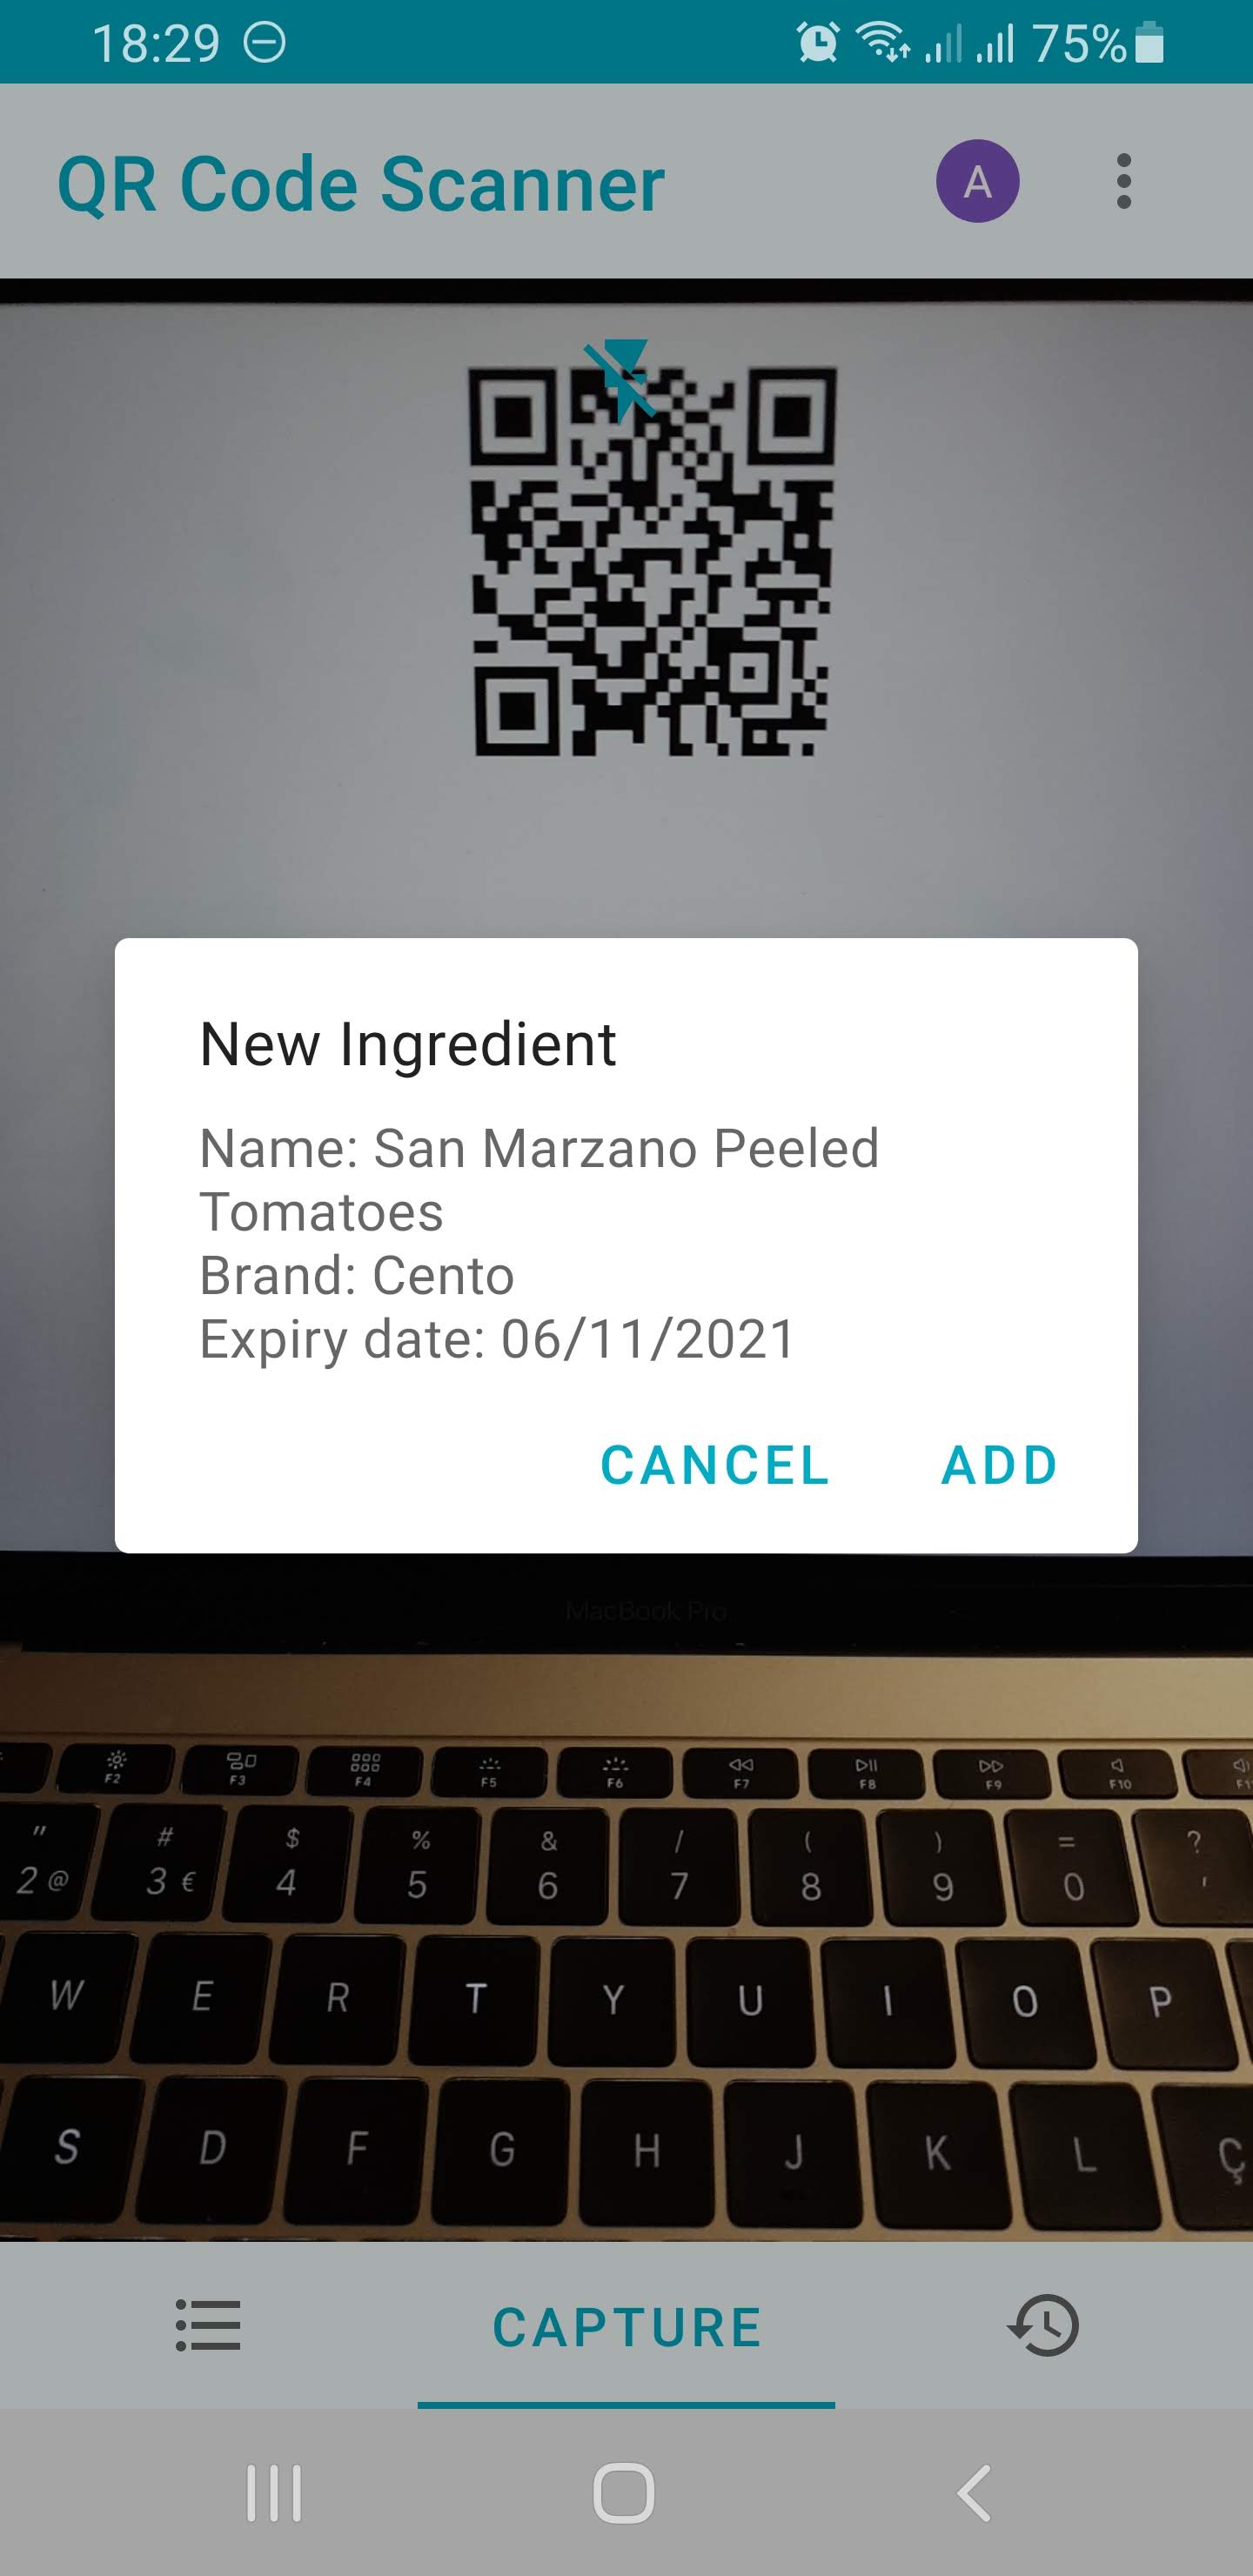 18:29 75%
QR Code Scanner A
New Ingredient
Name: San Marzano Peeled
Tomatoes
Brand: Cento
Expiry date: 06/11/2021
CANCEL ADD
MacBook Pro
F2 F3 F4 F5 F6 F7 F8 F9 F10
" # $ % & / ( ) = ?
2 @ 3 € 4 5 6 7 8 9 0 '
W E R T Y U I O P
S D F G H J K L Ç
CAPTURE